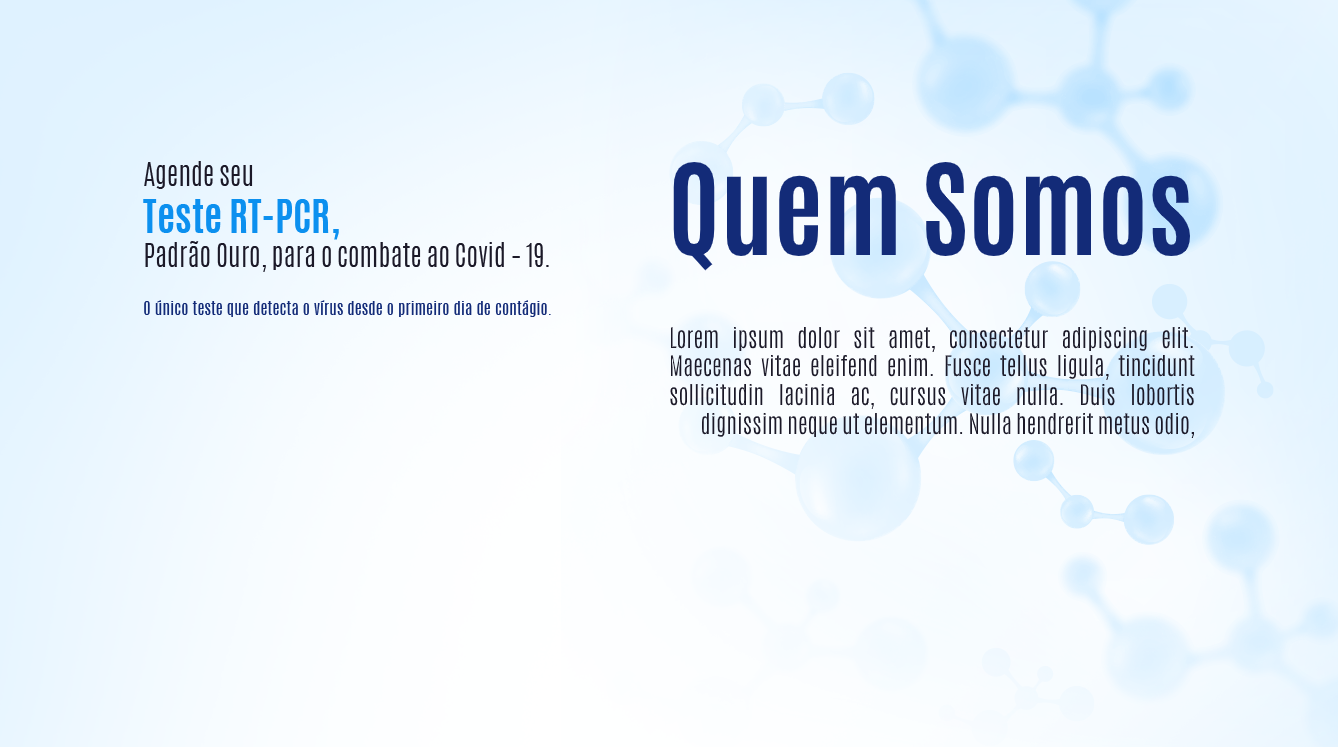 Agende seu
Teste RT-PCR,
Padrão Ouro, para o combate ao Covid - 19.
O único teste que detecta o vírus desde o primeiro dia de contágio.
Quem Somos
Lorem ipsum dolor sit amet, consectetur adipiscing elit.
Maecenas vitae eleifend enim. Fusce tellus ligula, tincidunt
sollicitudin lacinia ac, cursus vitae nulla. Duis lobortis
dignissim neque ut elementum. Nulla hendrerit metus odio,